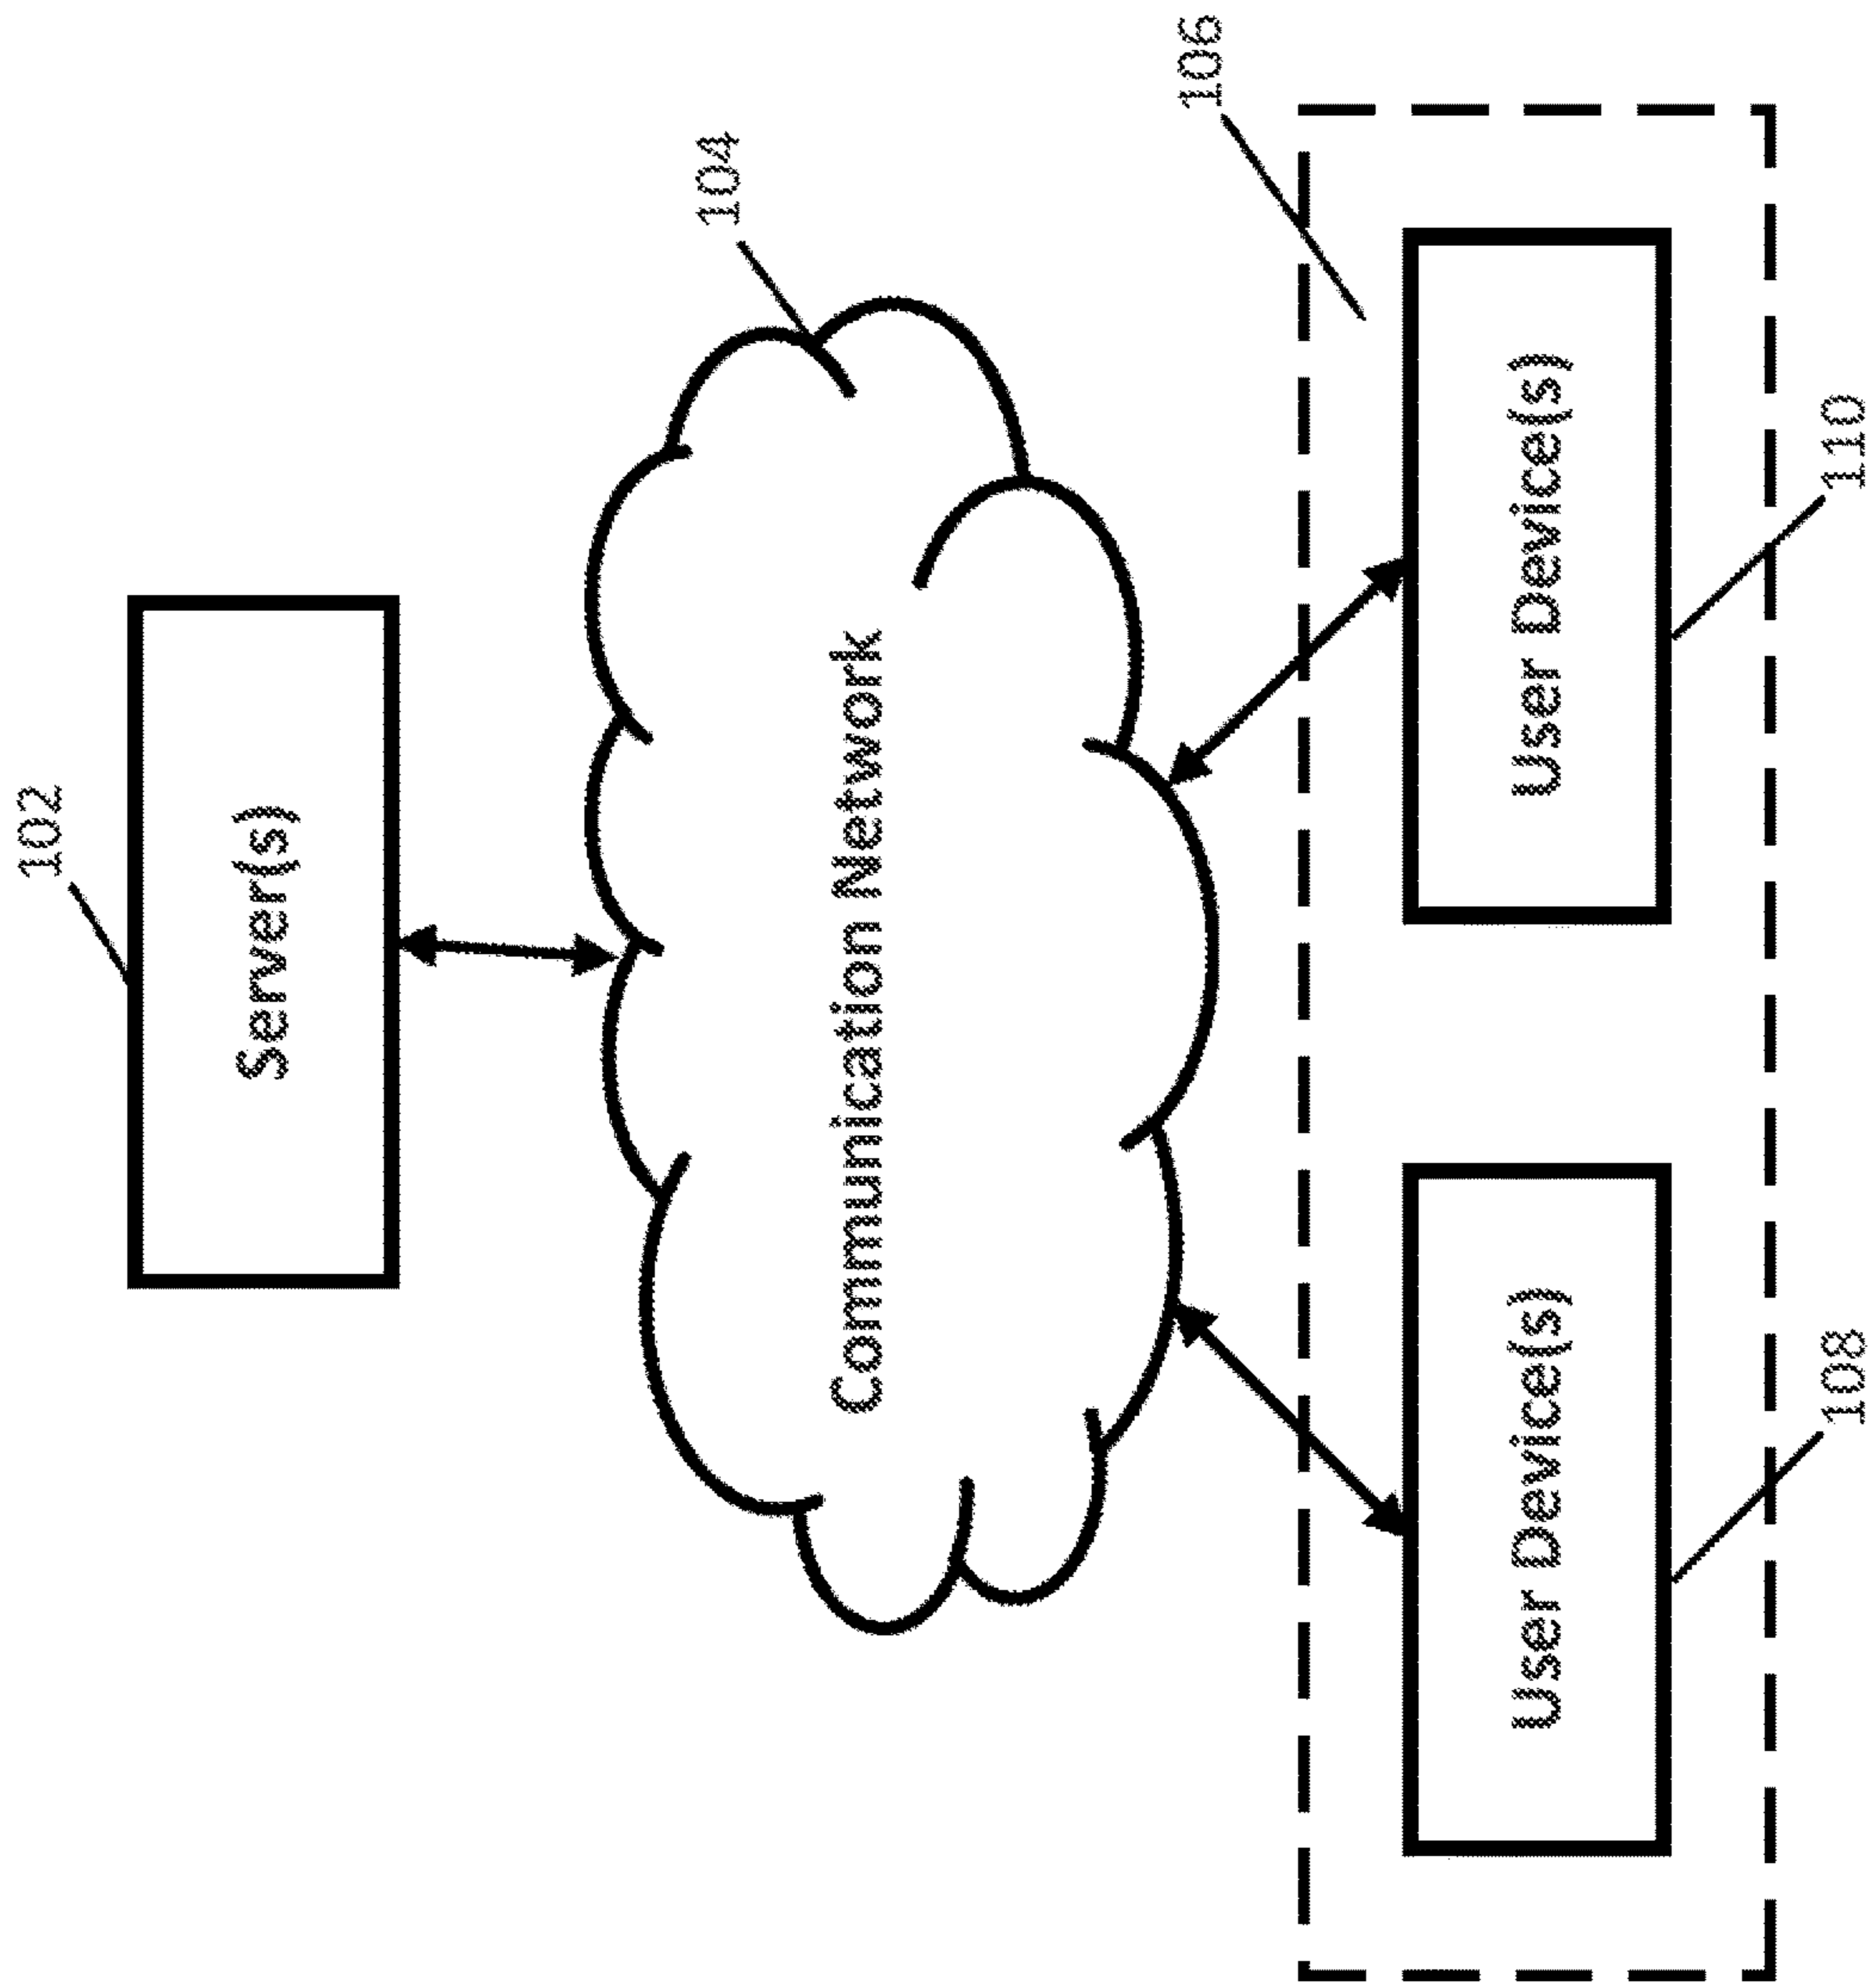 102
Server(s)
104
Communication Network
106
User Device(s)
108
User Device(s)
110